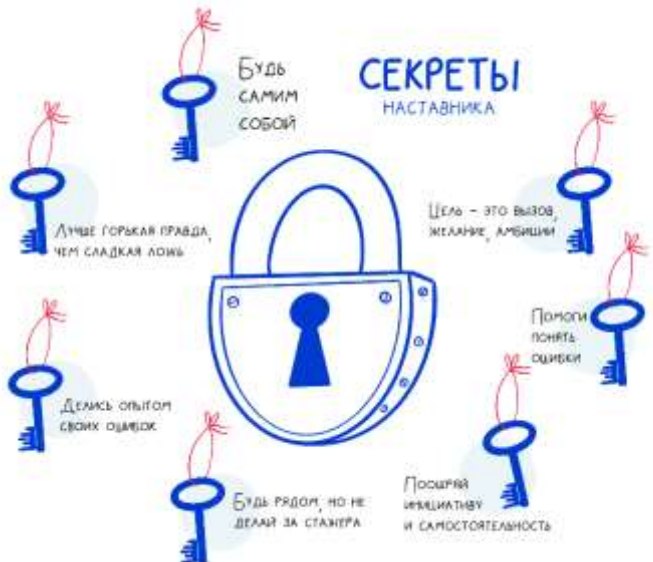 СЕКРЕТЫ
НАСТАВНИКА
Будь
самим
собой
Лучше горькая правда,
чем сладкая ложь
Цель – это вызов,
желание, амбиции
Помоги
понять
ошибки
Делись опытом
своих ошибок
Будь рядом, но не
делай за стажера
Поощряй
инициативу
и самостоятельность